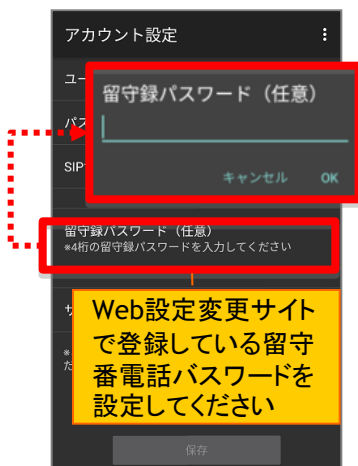 アカウント設定
ユー
留守録パスワード（任意）
パス
SIP
キャンセル OK
留守録パスワード（任意）
※4桁の留守録パスワードを入力してください
サ
Web設定変更サイト
で登録している留守
番電話バスワードを
設定してください
※
だ
保存